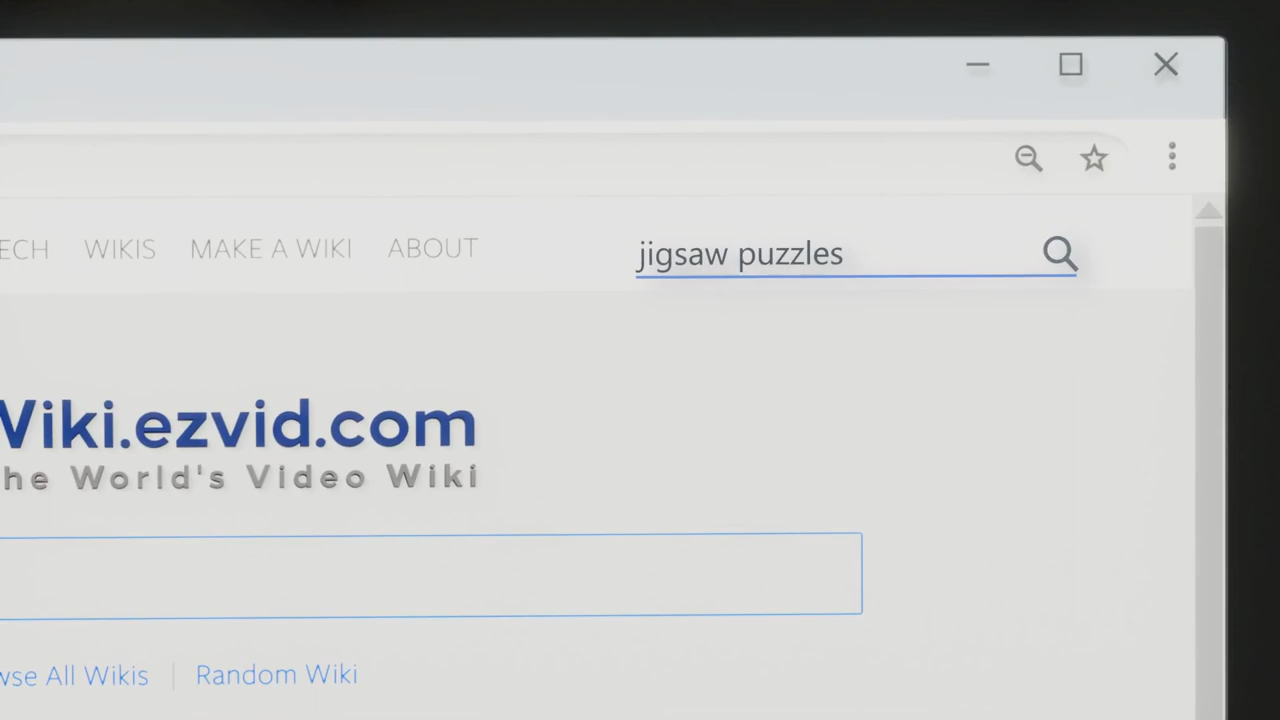 ECH WIKIS MAKE A WIKI ABOUT jigsaw puzzles
Wiki.ezvid.com
he World's Video Wiki
wse All Wikis | Random Wiki